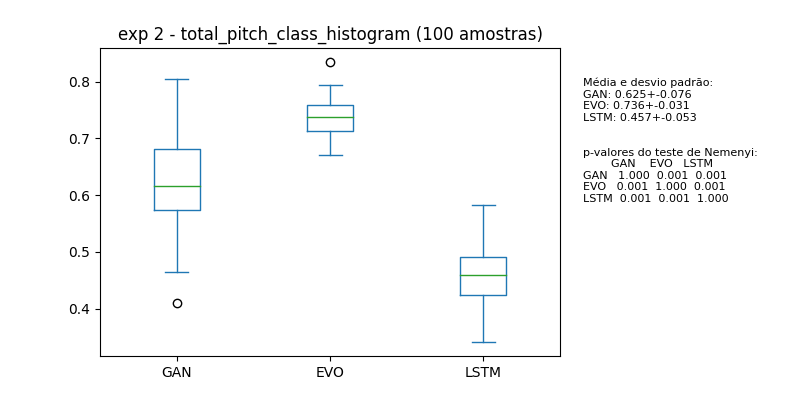 exp 2 - total_pitch_class_histogram (100 amostras)
0.8
0.7
0.6
0.5
0.4
GAN EVO LSTM
Média e desvio padrão:
GAN: 0.625+-0.076
EVO: 0.736+-0.031
LSTM: 0.457+-0.053
p-valores do teste de Nemenyi:
GAN EVO LSTM
GAN 1.000 0.001 0.001
EVO 0.001 1.000 0.001
LSTM 0.001 0.001 1.000